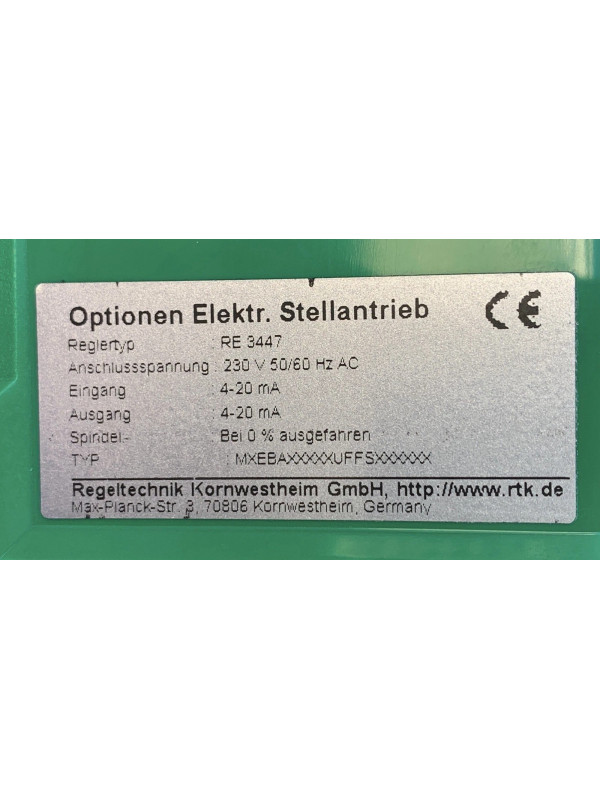 Optionen Elektr. Stellantrieb CE
Reglertyp : RE 3447
Anschlussspannung : 230 V 50/60 Hz AC
Eingang : 4-20 mA
Ausgang : 4-20 mA
Spindel- : Bei 0 % ausgefahren
TYP : MXEBAXXXXXUFFSXXXXXX
Regeltechnik Kornwestheim GmbH, http://www.rtk.de
Max-Planck-Str. 3, 70806 Kornwestheim, Germany